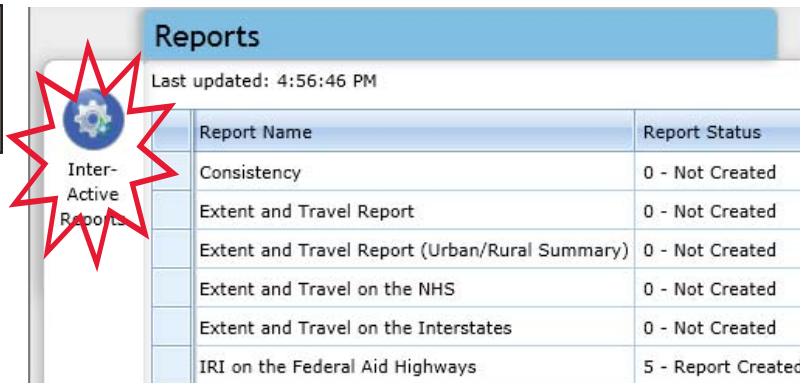 Reports
Last updated: 4:56:46 PM
Inter-
Active
Reports
Report Name Report Status
Consistency 0 - Not Created
Extent and Travel Report 0 - Not Created
Extent and Travel Report (Urban/Rural Summary) 0 - Not Created
Extent and Travel on the NHS 0 - Not Created
Extent and Travel on the Interstates 0 - Not Created
IRI on the Federal Aid Highways 5 - Report Created